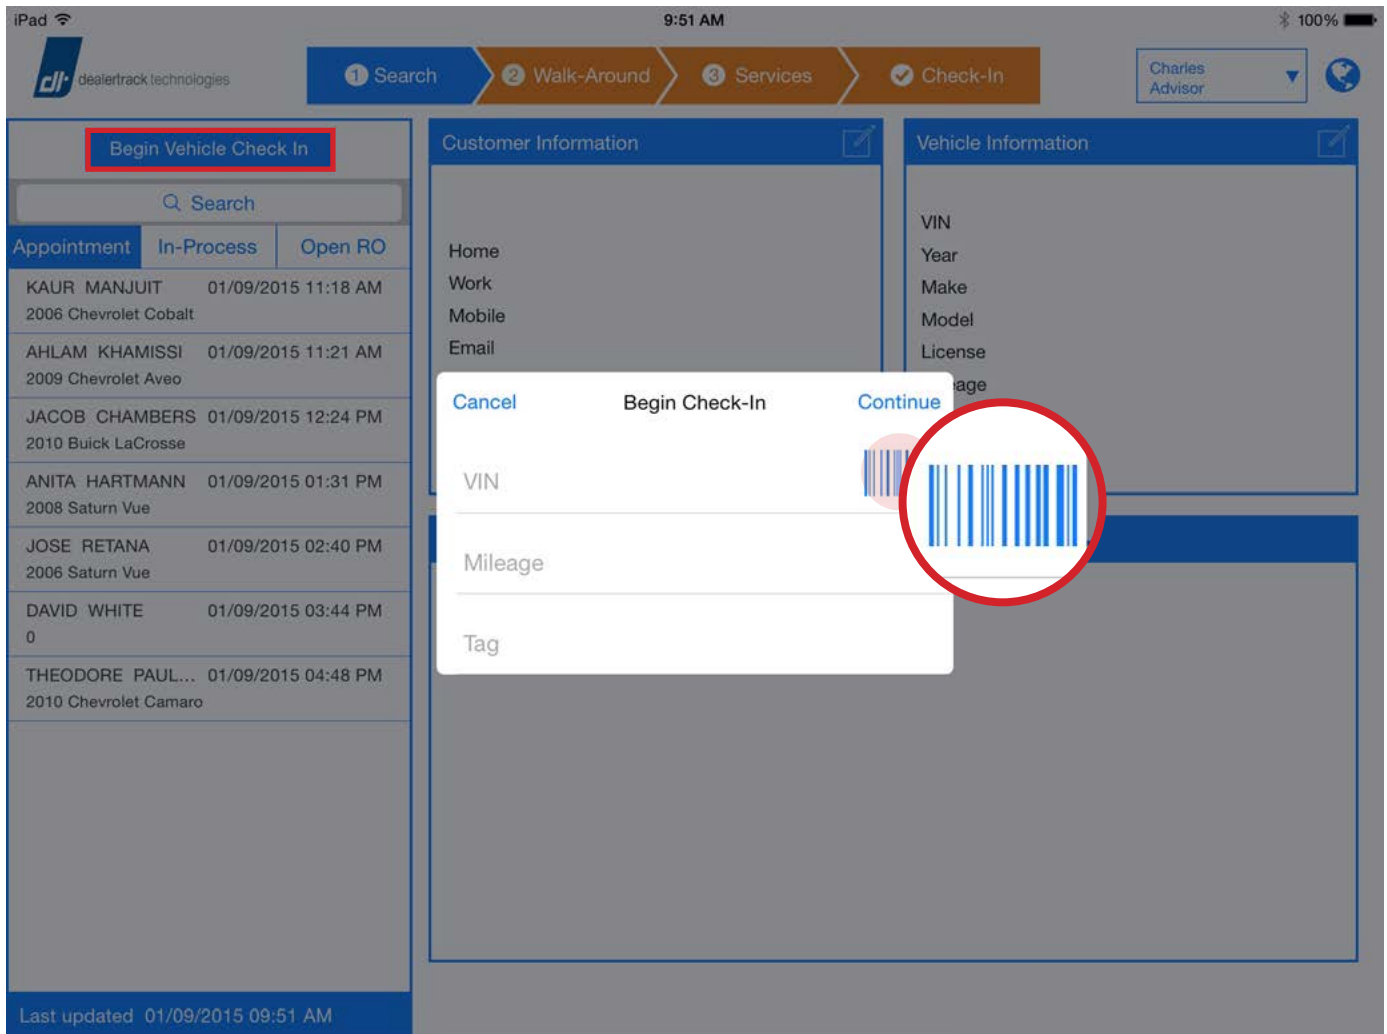 iPad 9:51 AM 100%
dealertrack technologies
1 Search 2 Walk-Around 3 Services Check-In
Charles
Advisor
Begin Vehicle Check In
Search
Appointment In-Process Open RO
KAUR MANJUIT 01/09/2015 11:18 AM
2006 Chevrolet Cobalt
AHLAM KHAMISSI 01/09/2015 11:21 AM
2009 Chevrolet Aveo
JACOB CHAMBERS 01/09/2015 12:24 PM
2010 Buick LaCrosse
ANITA HARTMANN 01/09/2015 01:31 PM
2008 Saturn Vue
JOSE RETANA 01/09/2015 02:40 PM
2006 Saturn Vue
DAVID WHITE 01/09/2015 03:44 PM
0
THEODORE PAUL... 01/09/2015 04:48 PM
2010 Chevrolet Camaro
Last updated 01/09/2015 09:51 AM
Customer Information
Home
Work
Mobile
Email
Vehicle Information
VIN
Year
Make
Model
License
eage
Cancel Begin Check-In Continue
VIN
Mileage
Tag